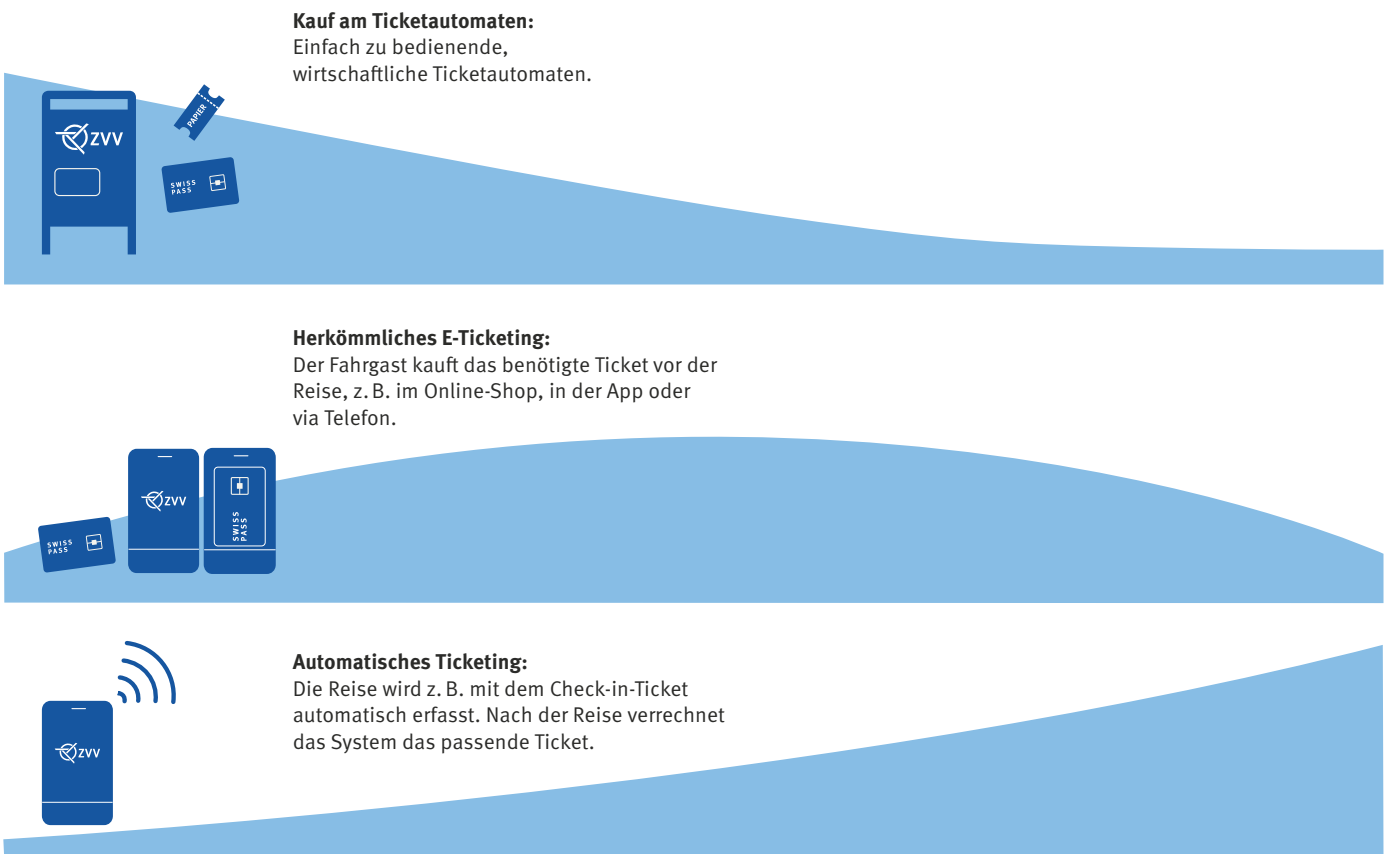 Kauf am Ticketautomaten:
Einfach zu bedienende,
wirtschaftliche Ticketautomaten.
PAPIER
ZVV
SWISS
PASS
Herkömmliches E-Ticketing:
Der Fahrgast kauft das benötigte Ticket vor der
Reise, z. B. im Online-Shop, in der App oder
via Telefon.
ZVV
SWISS
PASS
SWISS
PASS
Automatisches Ticketing:
Die Reise wird z. B. mit dem Check-in-Ticket
automatisch erfasst. Nach der Reise verrechnet
das System das passende Ticket.
ZVV